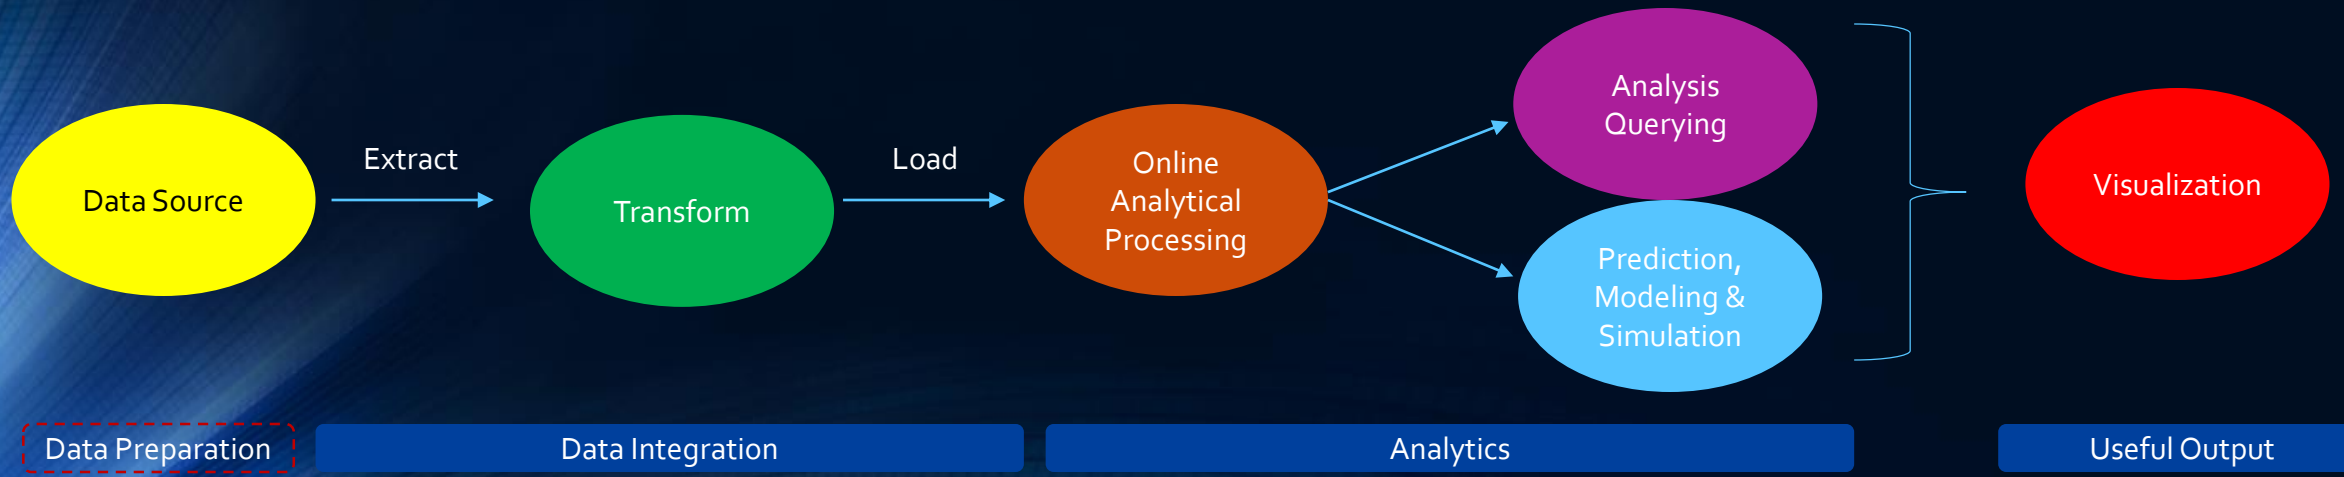 Data Source
Extract
Transform
Load
Online
Analytical
Processing
Analysis
Querying
Prediction,
Modeling &
Simulation
Visualization
Data Preparation
Data Integration
Analytics
Useful Output